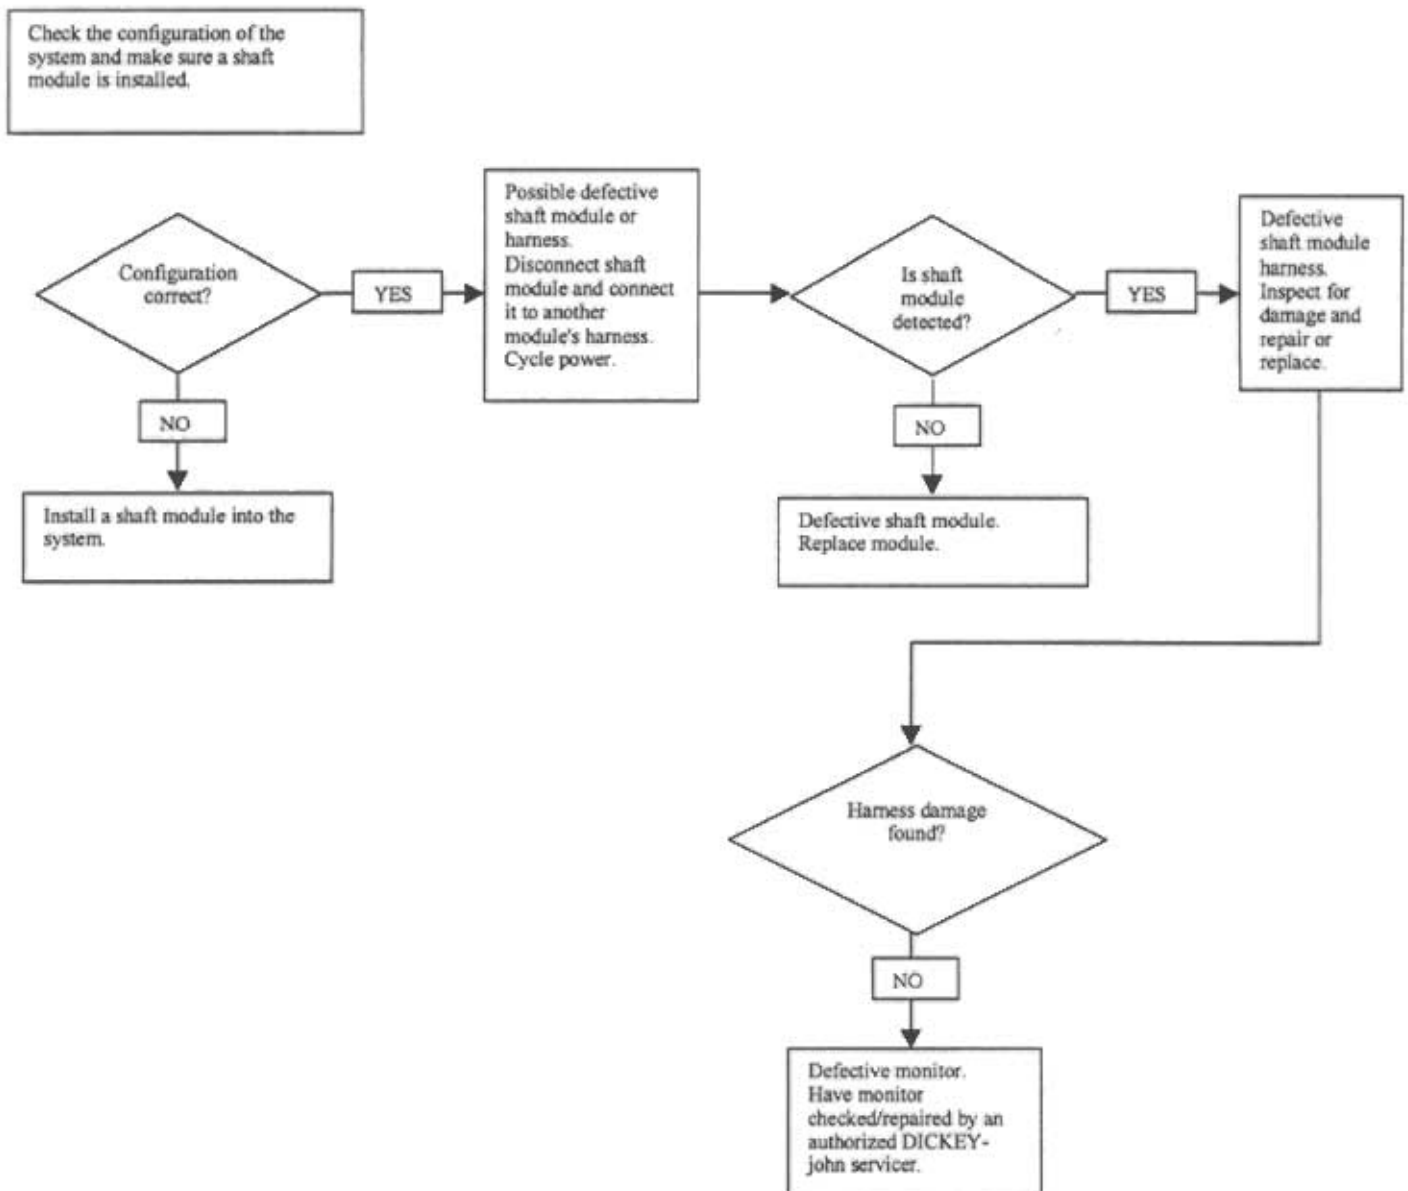 Check the configuration of the
system and make sure a shaft
module is installed.
Configuration
correct?
YES
Possible defective
shaft module or
harness.
Disconnect shaft
module and connect
it to another
module's harness.
Cycle power.
Is shaft
module
detected?
YES
Defective
shaft module
harness.
Inspect for
damage and
repair or
replace.
NO
Install a shaft module into the
system.
NO
Defective shaft module.
Replace module.
Harness damage
found?
NO
Defective monitor.
Have monitor
checked/repaired by an
authorized DICKEY-
john servicer.